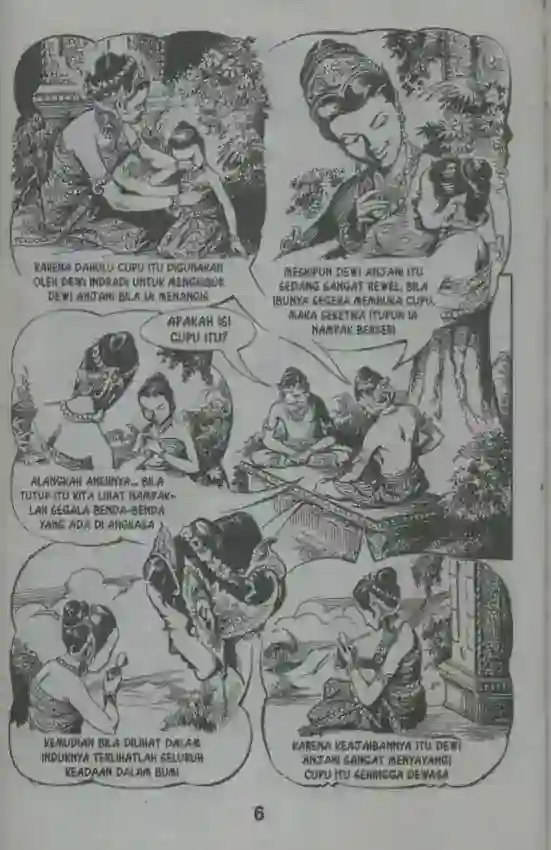 KARENA DAHULU CUPU ITU DIGUNAKAN
OLEH DEWI INDRADI UNTUK MENGHIBUR
DEWI ANJANI BILA IA MENANGIS
MESKIPUN DEWI ANJANI ITU
SEDANG SANGAT REWEL, BILA
IBUNYA SEGERA MEMBUKA CUPU,
MAKA SEKETIKA ITUPUN IA
NAMPAK BERSERI
APAKAH ISI
CUPU ITU?
ALANGKAH ANEHNYA... BILA
TUTUP ITU KITA LIHAT NAMPAK-
LAH SEGALA BENDA-BENDA
YANG ADA DI ANGKASA
KEMUDIAN BILA DILIHAT DALAM
INDUKNYA TERLIHATLAH SELURUH
KEADAAN DALAM BUMI
KARENA KEAJAIBANNYA ITU DEWI
ANJANI SANGAT MENYAYANGI
CUPU ITU SEHINGGA DEWASA
6